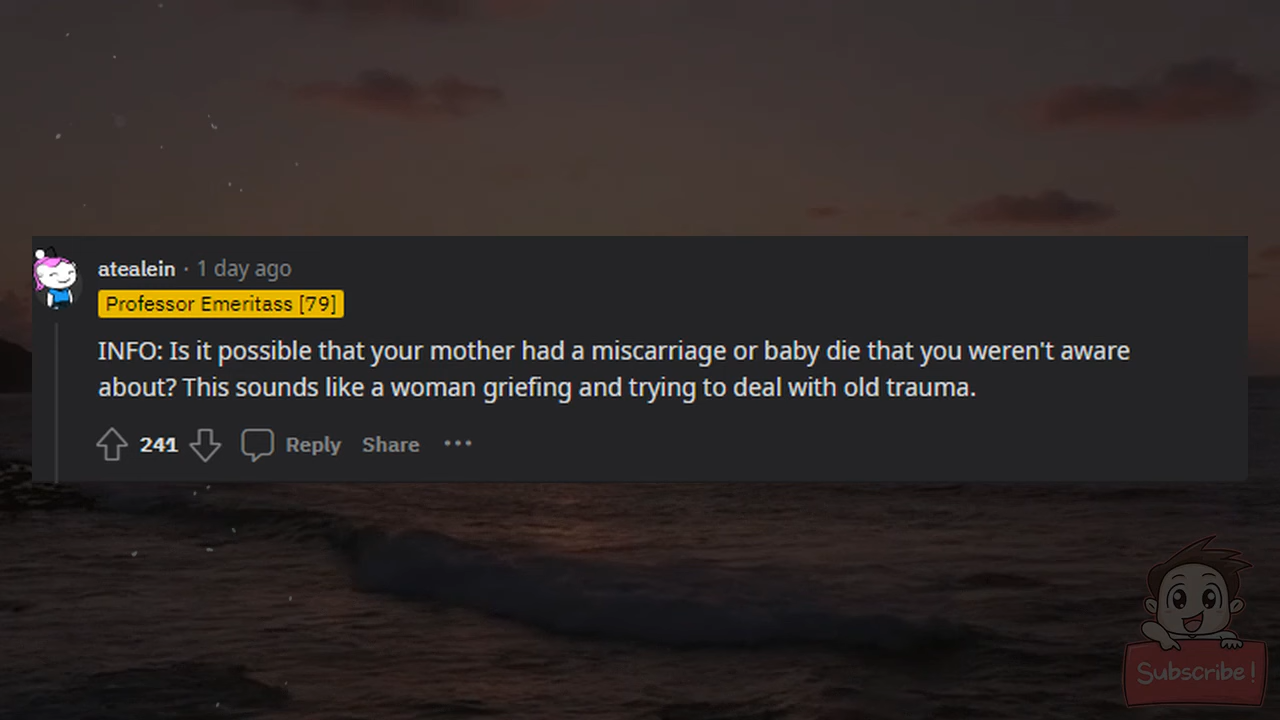 atealein · 1 day ago
Professor Emeritass [79]
INFO: Is it possible that your mother had a miscarriage or baby die that you weren't aware
about? This sounds like a woman griefing and trying to deal with old trauma.
241 Reply Share •••
Subscribe!